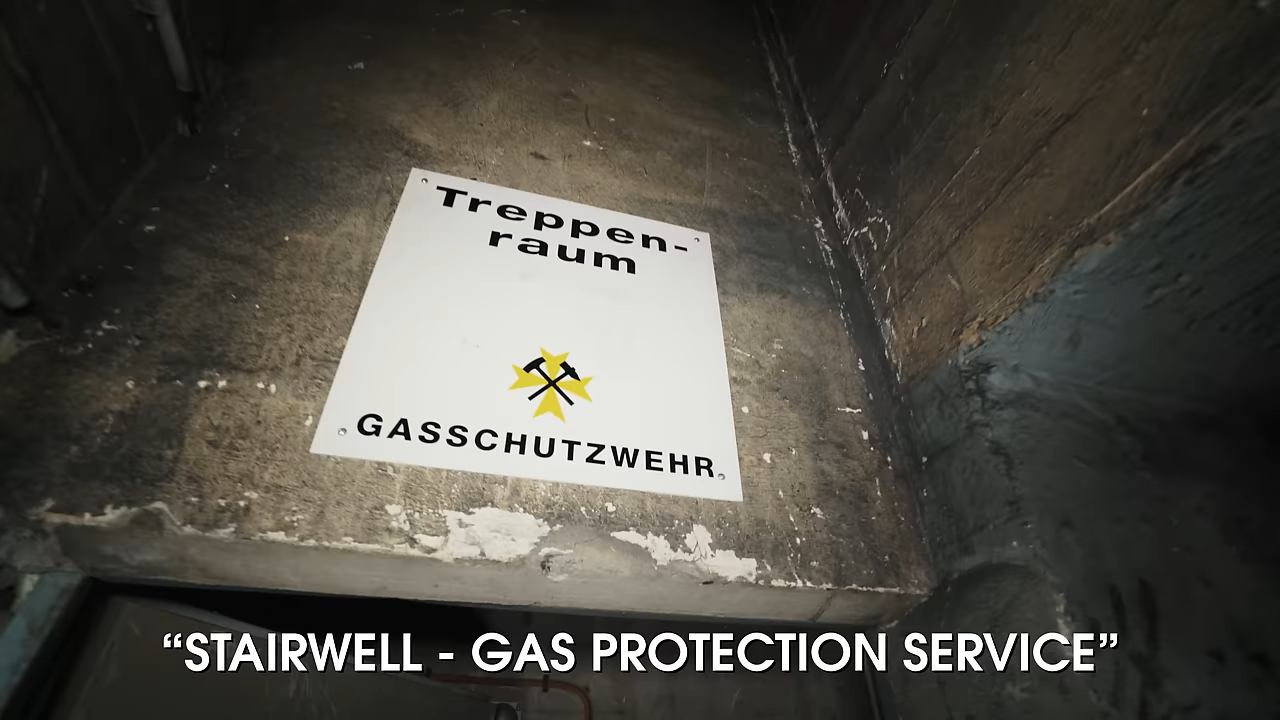 Treppen-
raum
GASSCHUTZWEHR
“STAIRWELL - GAS PROTECTION SERVICE”